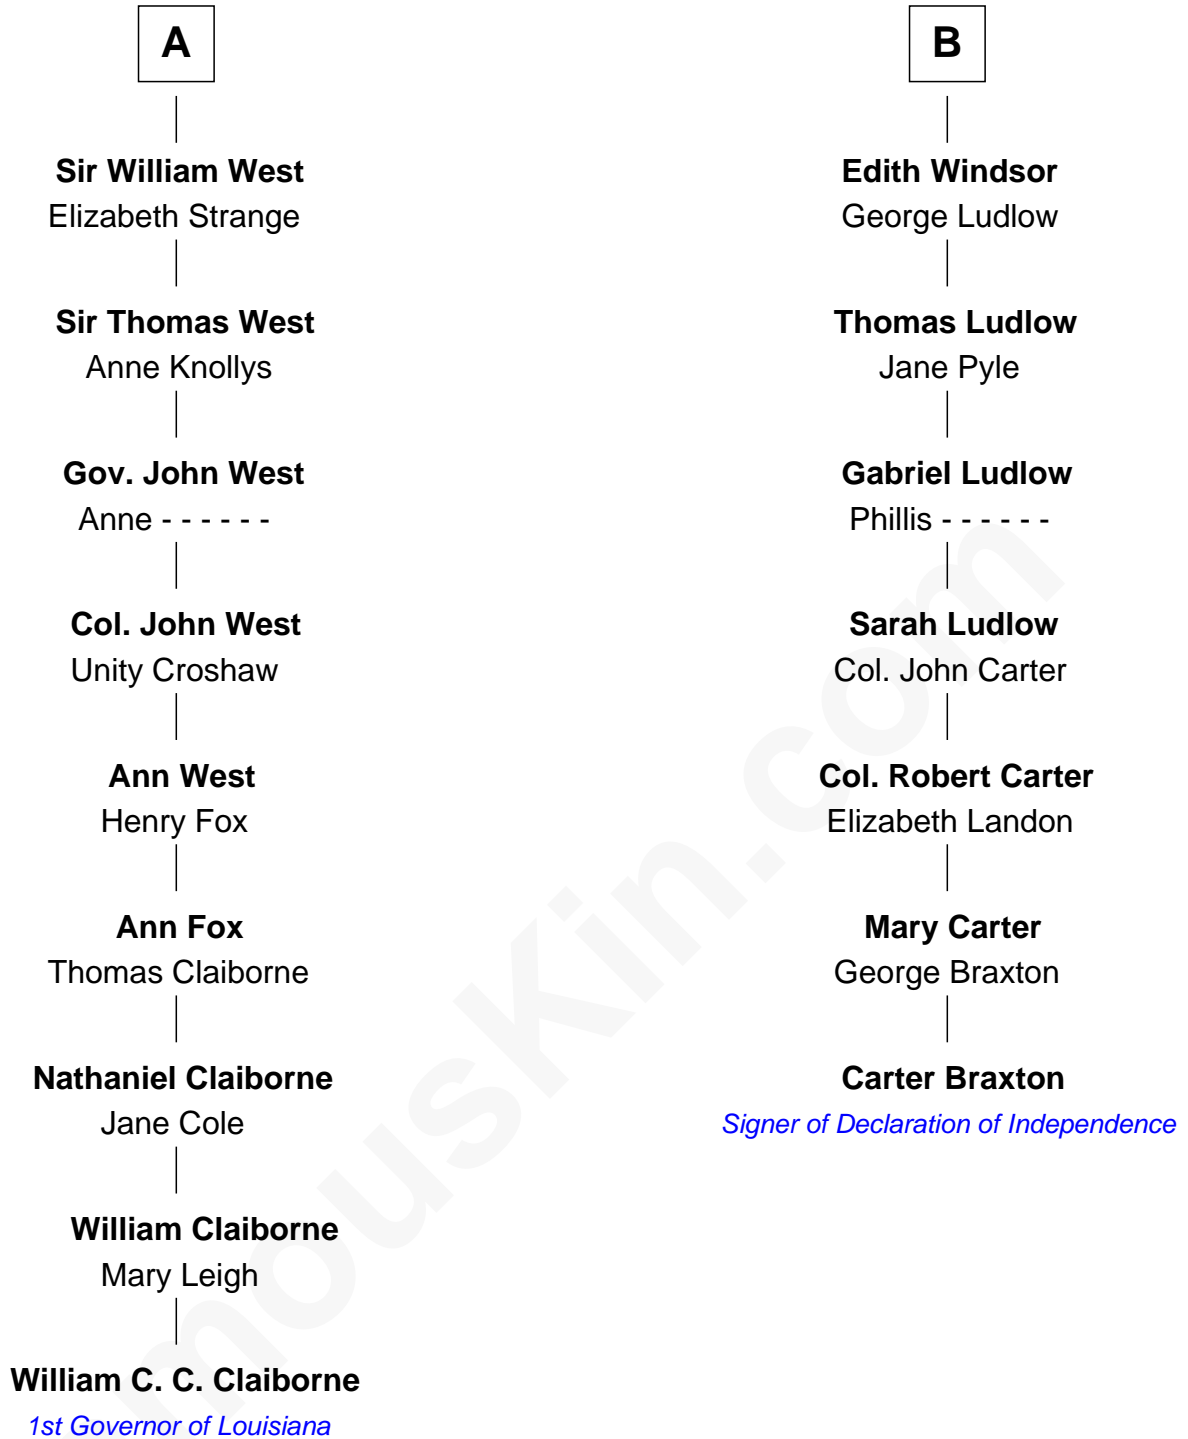 A
Sir William West
Elizabeth Strange
Sir Thomas West
Anne Knollys
Gov. John West
Anne - - - - - -
Col. John West
Unity Croshaw
Ann West
Henry Fox
Ann Fox
Thomas Claiborne
Nathaniel Claiborne
Jane Cole
William Claiborne
Mary Leigh
William C. C. Claiborne
1st Governor of Louisiana
B
Edith Windsor
George Ludlow
Thomas Ludlow
Jane Pyle
Gabriel Ludlow
Phillis - - - - - -
Sarah Ludlow
Col. John Carter
Col. Robert Carter
Elizabeth Landon
Mary Carter
George Braxton
Carter Braxton
Signer of Declaration of Independence
mousKin.com